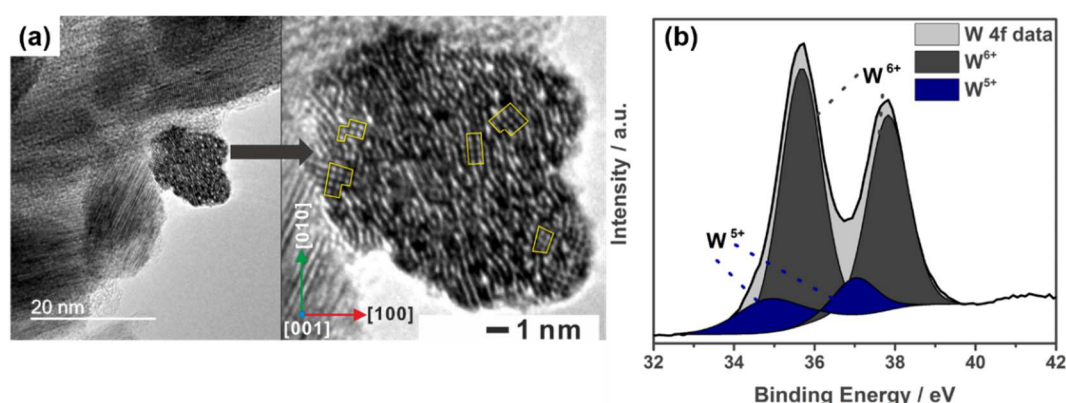 (a)
20 nm
[010]
[001]
[100]
1 nm
(b)
W 4f data
W⁶⁺
W⁵⁺
W⁶⁺
W⁵⁺
Intensity / a.u.
32 34 36 38 40 42
Binding Energy / eV